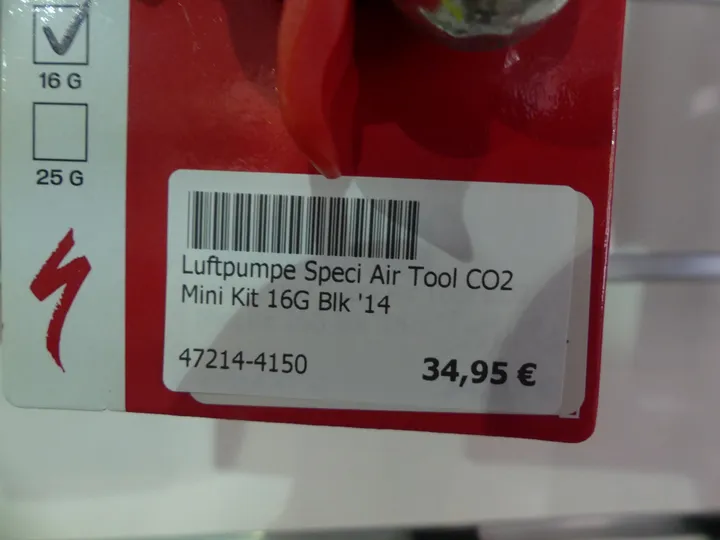 16 G
25 G
Luftpumpe Speci Air Tool CO2
Mini Kit 16G Blk '14
47214-4150
34,95 €